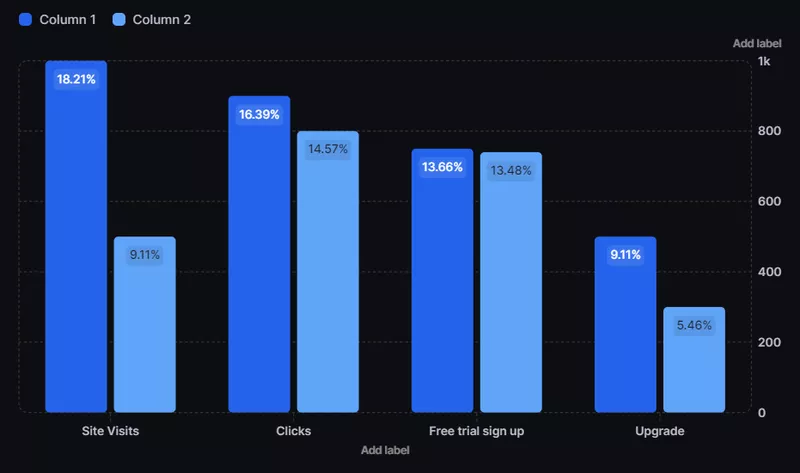 Column 1 Column 2
Add label
1k
18.21%
16.39%
800
14.57%
13.66%
13.48%
600
9.11%
9.11%
400
5.46%
200
0
Site Visits Clicks Free trial sign up Upgrade
Add label